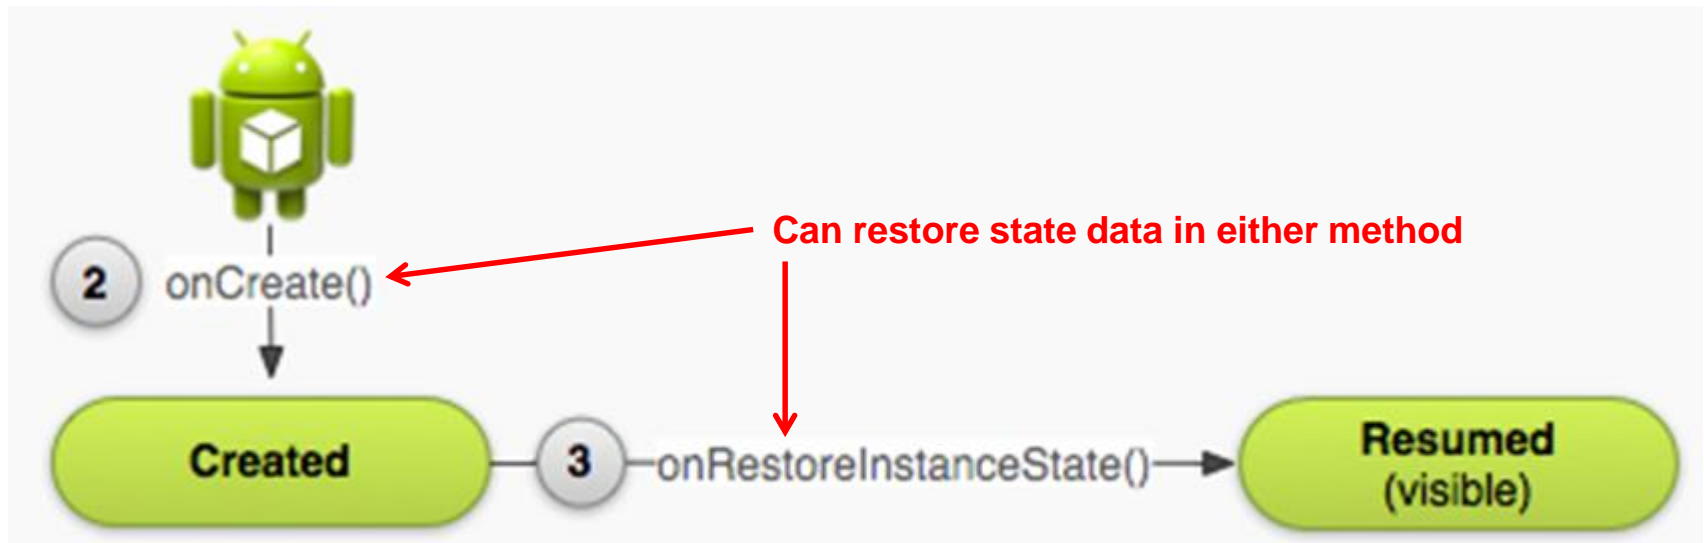 Can restore state data in either method
2 onCreate()
Created
3 onRestoreInstanceState()
Resumed
(visible)